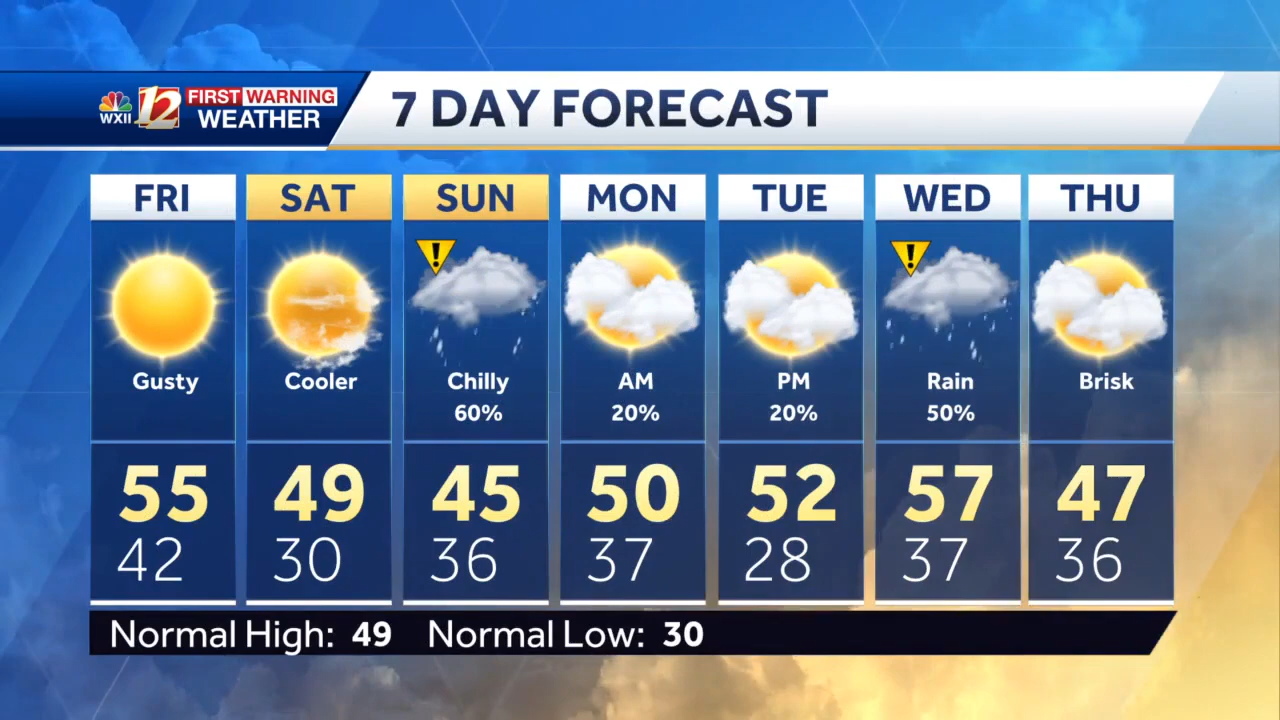 WXII 12 FIRST WARNING WEATHER
7 DAY FORECAST
FRI SAT SUN MON TUE WED THU
! !
Gusty Cooler Chilly AM PM Rain Brisk
60% 20% 20% 50%
55 49 45 50 52 57 47
42 30 36 37 28 37 36
Normal High: 49 Normal Low: 30